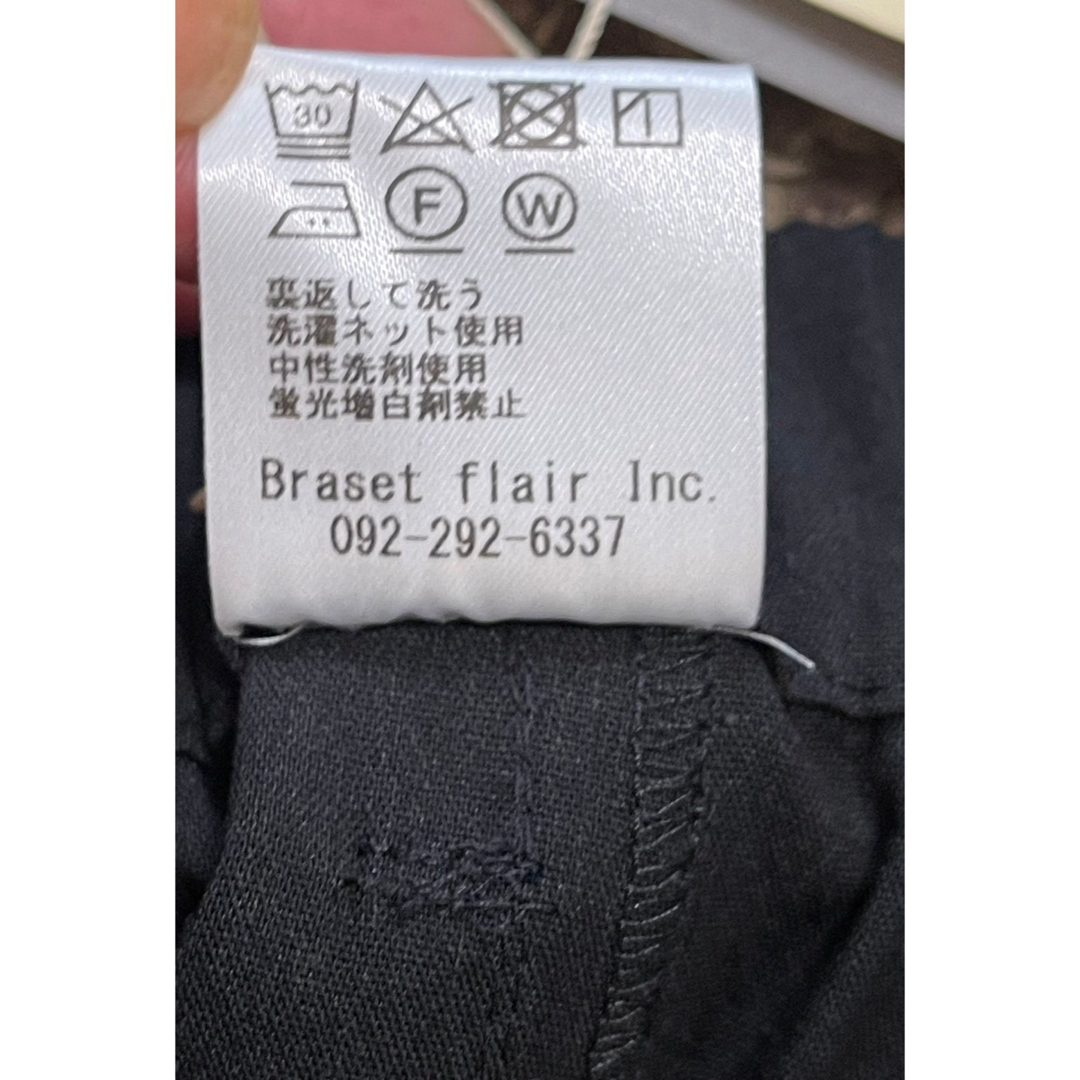 30
F W
裏返して洗う
洗濯ネット使用
中性洗剤使用
蛍光増白剤禁止
Braset flair Inc.
092-292-6337